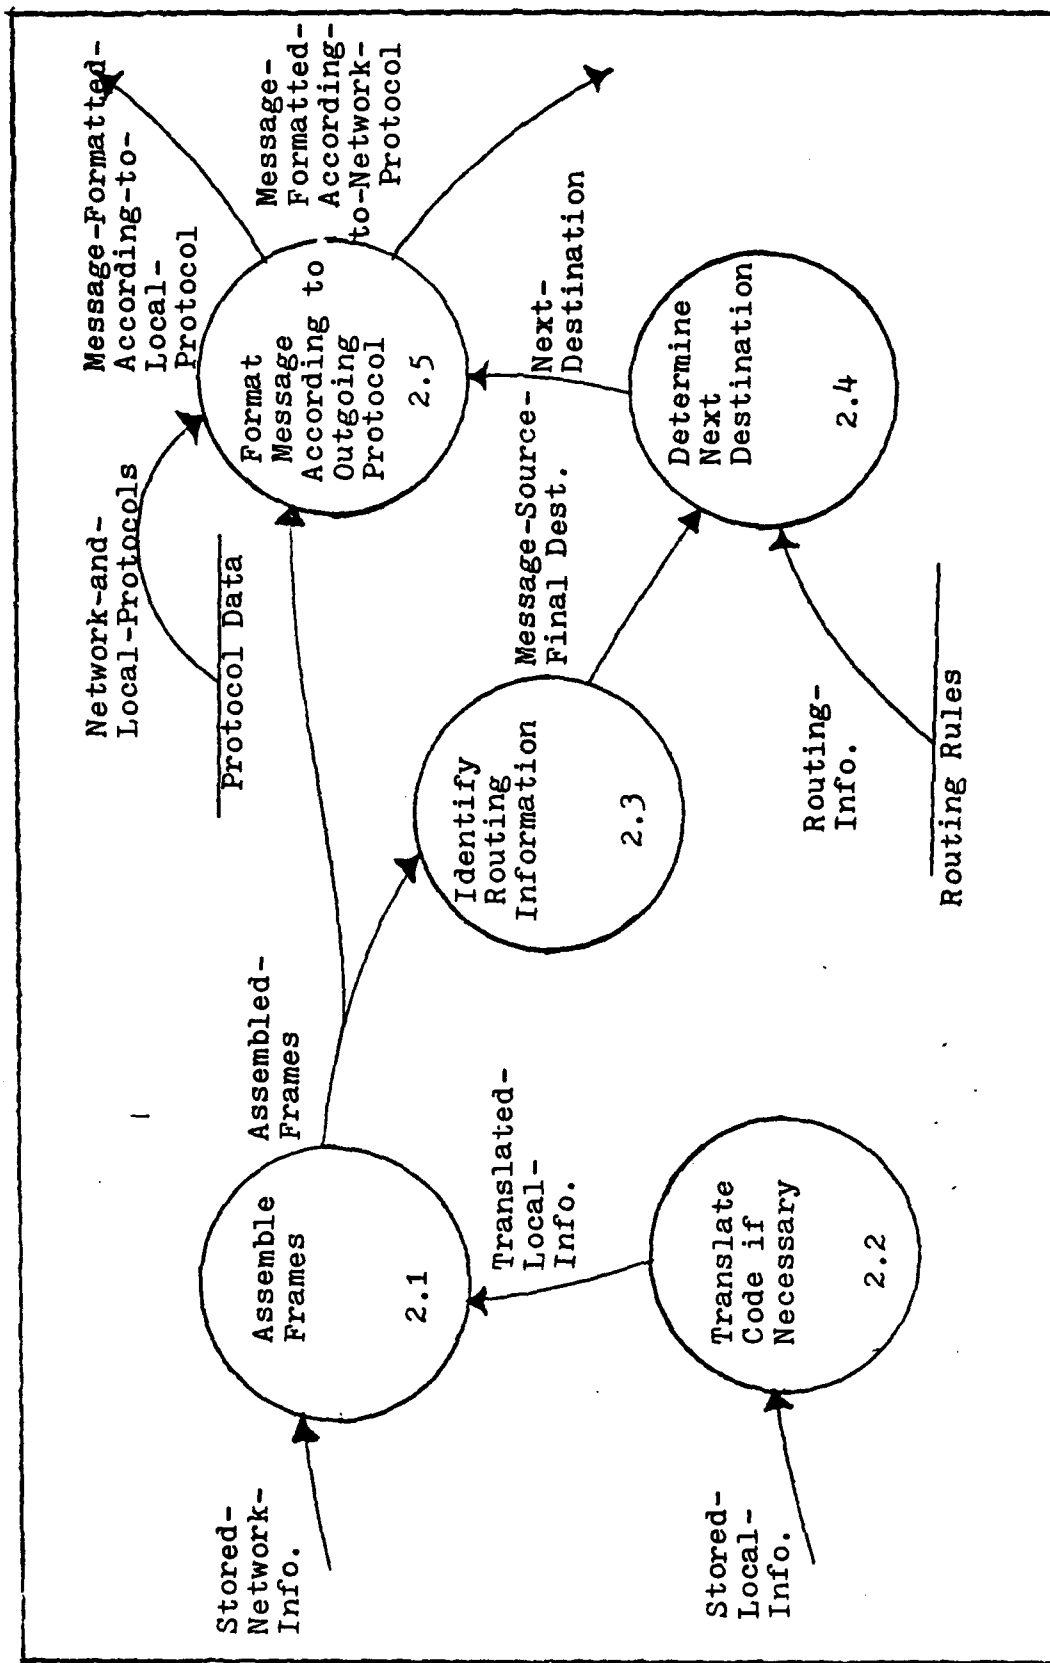 Stored-
Network-
Info.
Assemble
Frames
2.1
Assembled-
Frames
Stored-
Local-
Info.
Translate
Code if
Necessary
2.2
Translated-
Local-
Info.
Identify
Routing
Information
2.3
Message-Source-
Final Dest.
Routing-
Info.
Routing Rules
Determine
Next
Destination
2.4
Next-
Destination
Network-and-
Local-Protocols
Protocol Data
Format
Message
According to
Outgoing
Protocol
2.5
Message-Formatted-
According-to-
Local-
Protocol
Message-
Formatted-
According-
to-Network-
Protocol